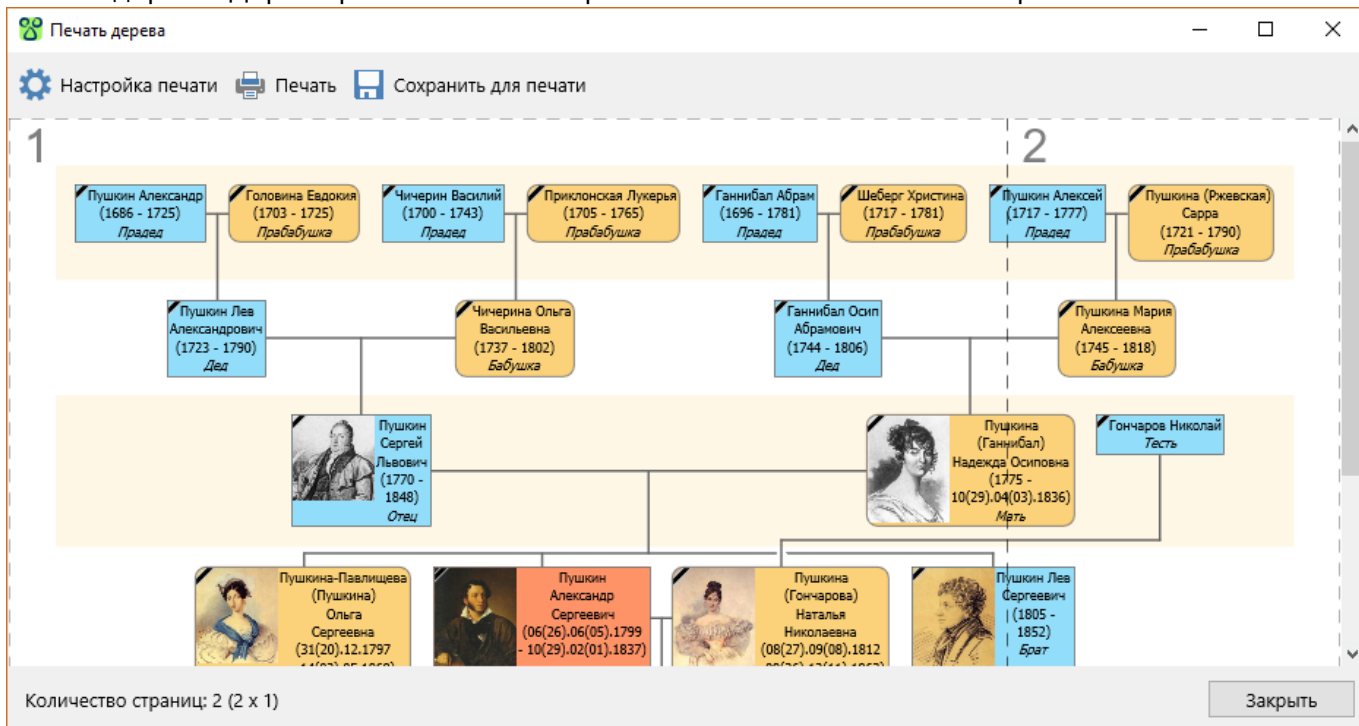 Печать дерева
Настройка печати Печать Сохранить для печати
1
2
Пушкин Александр
(1686 - 1725)
Прадед
Головина Евдокия
(1703 - 1725)
Прабабушка
Чичерин Василий
(1700 - 1743)
Прадед
Приклонская Лукерья
(1705 - 1765)
Прабабушка
Ганнибал Абрам
(1696 - 1781)
Прадед
Шеберг Христина
(1717 - 1781)
Прабабушка
Пушкин Алексей
(1717 - 1777)
Прадед
Пушкина (Ржевская)
Сарра
(1721 - 1790)
Прабабушка
Пушкин Лев
Александрович
(1723 - 1790)
Дед
Чичерина Ольга
Васильевна
(1737 - 1802)
Бабушка
Ганнибал Осип
Абрамович
(1744 - 1806)
Дед
Пушкина Мария
Алексеевна
(1745 - 1818)
Бабушка
Пушкин
Сергей
Львович
(1770 -
1848)
Отец
Пушкина
(Ганнибал)
Надежда Осиповна
(1775 -
10(29).04(03).1836)
Мать
Гончаров Николай
Тесть
Пушкина-Павлищева
(Пушкина)
Ольга
Сергеевна
(31(20).12.1797
Пушкин
Александр
Сергеевич
(06(26).06(05).1799
- 10(29).02(01).1837)
Пушкина
(Гончарова)
Наталья
Николаевна
(08(27).09(08).1812
Пушкин Лев
Сергеевич
(1805 -
1852)
Брат
Количество страниц: 2 (2 x 1)
Закрыть